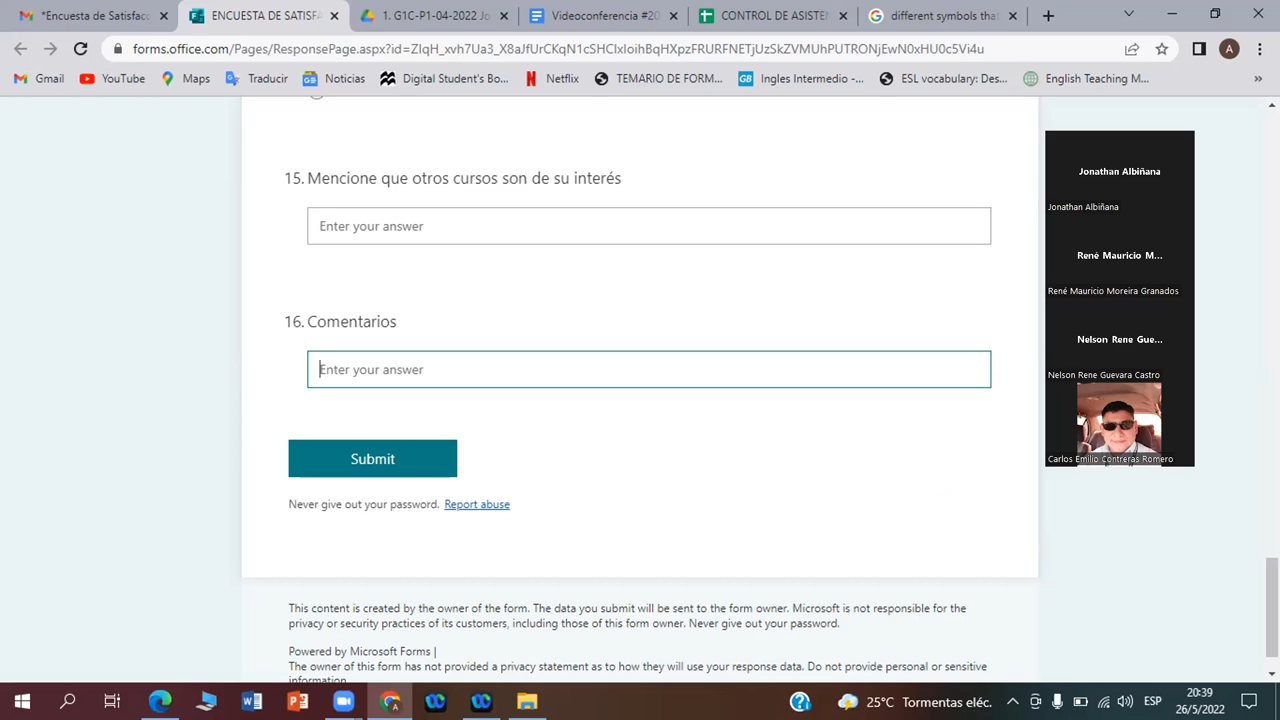 *Encuesta de Satisfacc
ENCUESTA DE SATISFA
1. G1C-P1-04-2022 Jo
Videoconferencia #20
CONTROL DE ASISTE
different symbols that
forms.office.com/Pages/ResponsePage.aspx?id=ZIqH_xvh7Ua3_X8aJfUrCKqN1cSHCIxIoihBqHXpzFRURFNETjUzSkZVMUhPUTRONjEwN0xHU0c5Vi4u
A
Gmail
YouTube
Maps
Traducir
Noticias
Digital Student's Bo...
Netflix
TEMARIO DE FORM...
Ingles Intermedio -...
ESL vocabulary: Des...
English Teaching M...
15. Mencione que otros cursos son de su interés
Enter your answer
16. Comentarios
Enter your answer
Submit
Never give out your password. Report abuse
This content is created by the owner of the form. The data you submit will be sent to the form owner. Microsoft is not responsible for the
privacy or security practices of its customers, including those of this form owner. Never give out your password.
Powered by Microsoft Forms |
The owner of this form has not provided a privacy statement as to how they will use your response data. Do not provide personal or sensitive
information.
Jonathan Albiñana
Jonathan Albiñana
René Mauricio M...
René Mauricio Moreira Granados
Nelson Rene Gue...
Nelson Rene Guevara Castro
Carlos Emilio Contreras Romero
25°C Tormentas eléc.
ESP
20:39
26/5/2022